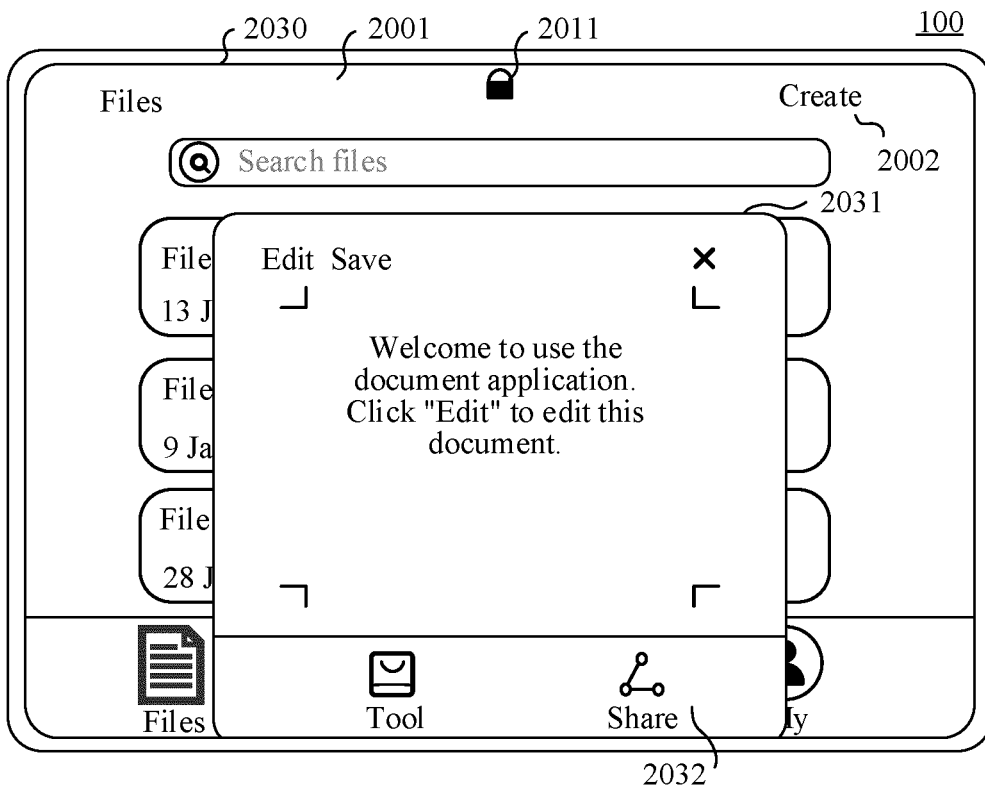 100
2030 2001 2011
Files
Create
2002
Search files
2031
File
13 J
Edit Save
Welcome to use the
document application.
Click "Edit" to edit this
document.
File
9 Ja
File
28 J
Files
Tool
Share
ly
2032